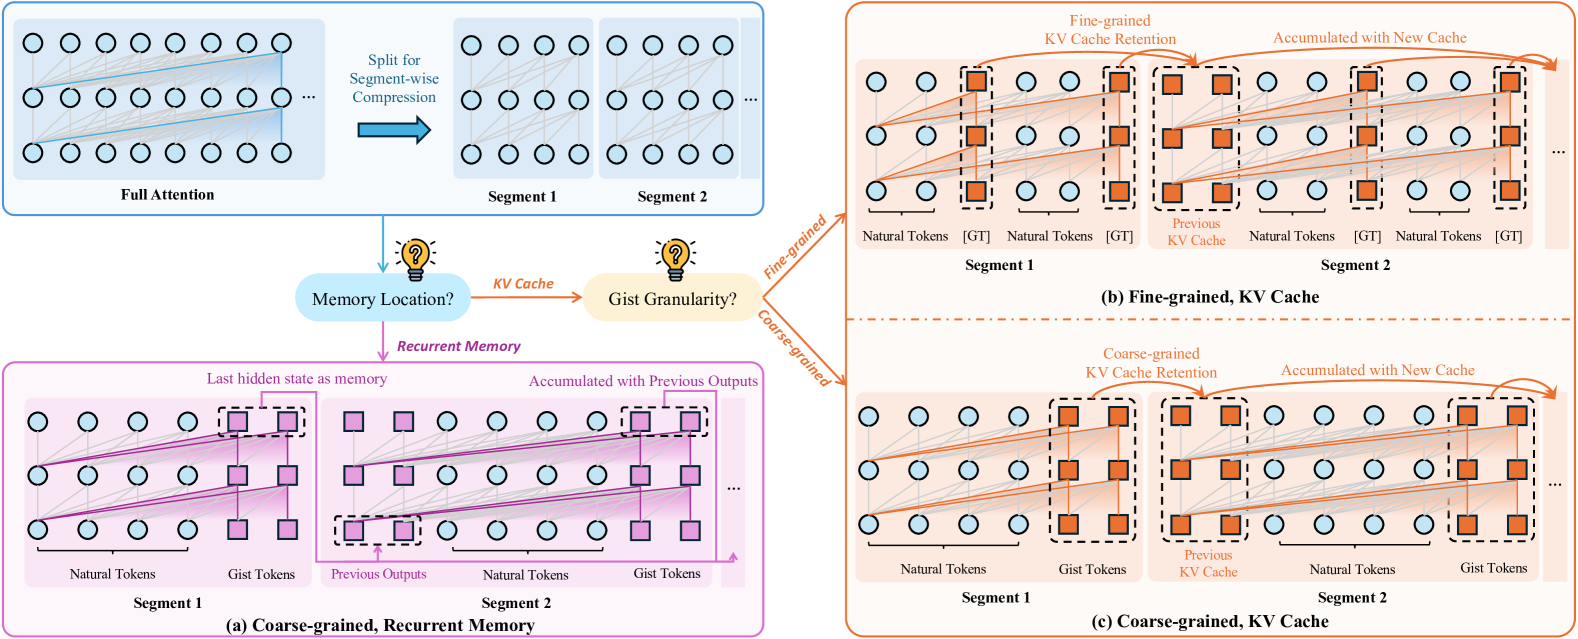 Split for
Segment-wise
Compression
...
...
Full Attention
Segment 1
Segment 2
Memory Location?
KV Cache
Gist Granularity?
Fine-grained
Coarse-grained
Recurrent Memory
Last hidden state as memory
Accumulated with Previous Outputs
...
Natural Tokens
Gist Tokens
Previous Outputs
Natural Tokens
Gist Tokens
Segment 1
Segment 2
(a) Coarse-grained, Recurrent Memory
Fine-grained
KV Cache Retention
Accumulated with New Cache
...
Natural Tokens
[GT]
Natural Tokens
[GT]
Previous
KV Cache
Natural Tokens
[GT]
Natural Tokens
[GT]
Segment 1
Segment 2
(b) Fine-grained, KV Cache
Coarse-grained
KV Cache Retention
Accumulated with New Cache
...
Natural Tokens
Gist Tokens
Previous
KV Cache
Natural Tokens
Gist Tokens
Segment 1
Segment 2
(c) Coarse-grained, KV Cache